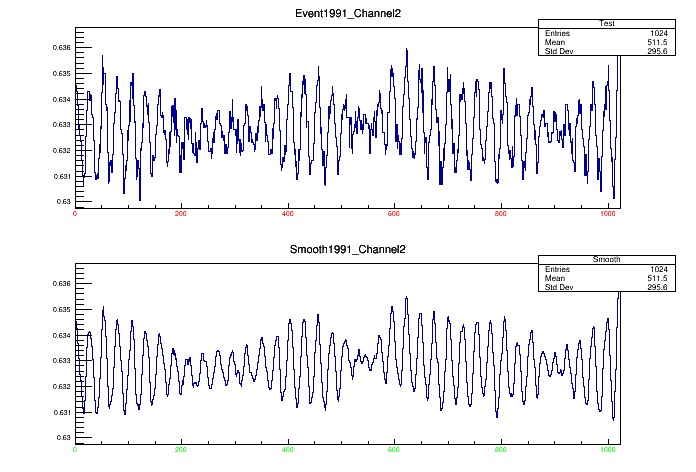 Event1991_Channel2
Test
Entries 1024
Mean 511.5
Std Dev 295.6
0.636
0.635
0.634
0.633
0.632
0.631
0.63
0 200 400 600 800 1000
Smooth1991_Channel2
Smooth
Entries 1024
Mean 511.5
Std Dev 295.6
0.636
0.635
0.634
0.633
0.632
0.631
0.63
0 200 400 600 800 1000